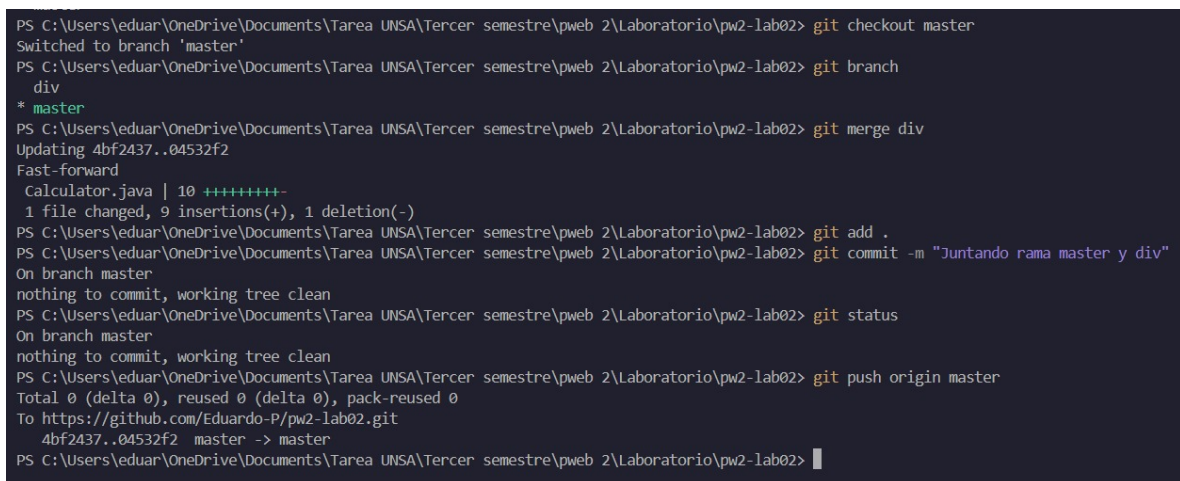 PS C:\Users\eduar\OneDrive\Documents\Tarea UNSA\Tercer semestre\pweb 2\Laboratorio\pw2-lab02> git checkout master
Switched to branch 'master'
PS C:\Users\eduar\OneDrive\Documents\Tarea UNSA\Tercer semestre\pweb 2\Laboratorio\pw2-lab02> git branch
  div
* master
PS C:\Users\eduar\OneDrive\Documents\Tarea UNSA\Tercer semestre\pweb 2\Laboratorio\pw2-lab02> git merge div
Updating 4bf2437..04532f2
Fast-forward
 Calculator.java | 10 +++++++++-
 1 file changed, 9 insertions(+), 1 deletion(-)
PS C:\Users\eduar\OneDrive\Documents\Tarea UNSA\Tercer semestre\pweb 2\Laboratorio\pw2-lab02> git add .
PS C:\Users\eduar\OneDrive\Documents\Tarea UNSA\Tercer semestre\pweb 2\Laboratorio\pw2-lab02> git commit -m "Juntando rama master y div"
On branch master
nothing to commit, working tree clean
PS C:\Users\eduar\OneDrive\Documents\Tarea UNSA\Tercer semestre\pweb 2\Laboratorio\pw2-lab02> git status
On branch master
nothing to commit, working tree clean
PS C:\Users\eduar\OneDrive\Documents\Tarea UNSA\Tercer semestre\pweb 2\Laboratorio\pw2-lab02> git push origin master
Total 0 (delta 0), reused 0 (delta 0), pack-reused 0
To https://github.com/Eduardo-P/pw2-lab02.git
   4bf2437..04532f2  master -> master
PS C:\Users\eduar\OneDrive\Documents\Tarea UNSA\Tercer semestre\pweb 2\Laboratorio\pw2-lab02>